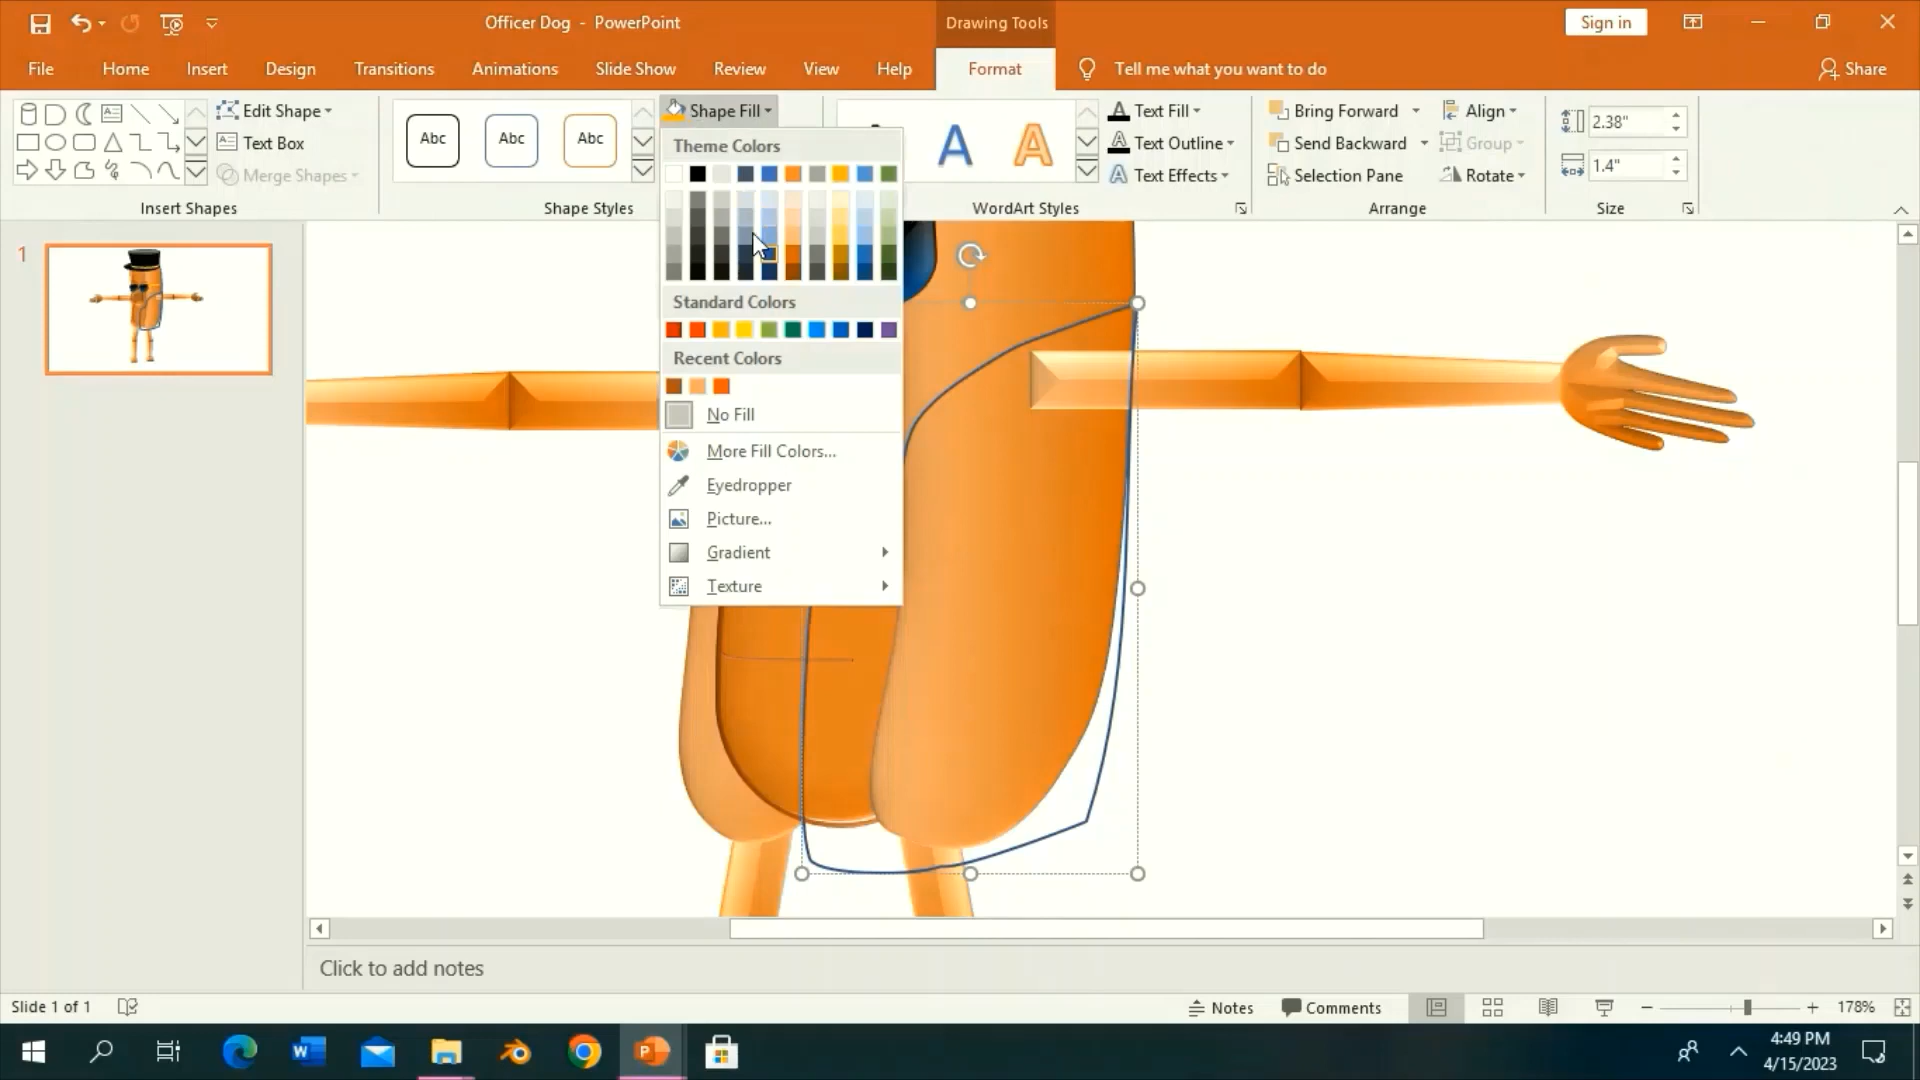 Officer Dog - PowerPoint
Drawing Tools
Sign in
File Home Insert Design Transitions Animations Slide Show Review View Help Format Tell me what you want to do Share
Edit Shape
Text Box
Merge Shapes
Insert Shapes
Abc Abc Abc
Shape Styles
Shape Fill
Theme Colors
Standard Colors
Recent Colors
No Fill
More Fill Colors...
Eyedropper
Picture...
Gradient
Texture
A A
Text Fill
Text Outline
Text Effects
WordArt Styles
Bring Forward
Send Backward
Selection Pane
Align
Group
Rotate
Arrange
2.38"
1.4"
Size
1
Click to add notes
Slide 1 of 1
Notes
Comments
178%
4:49 PM
4/15/2023